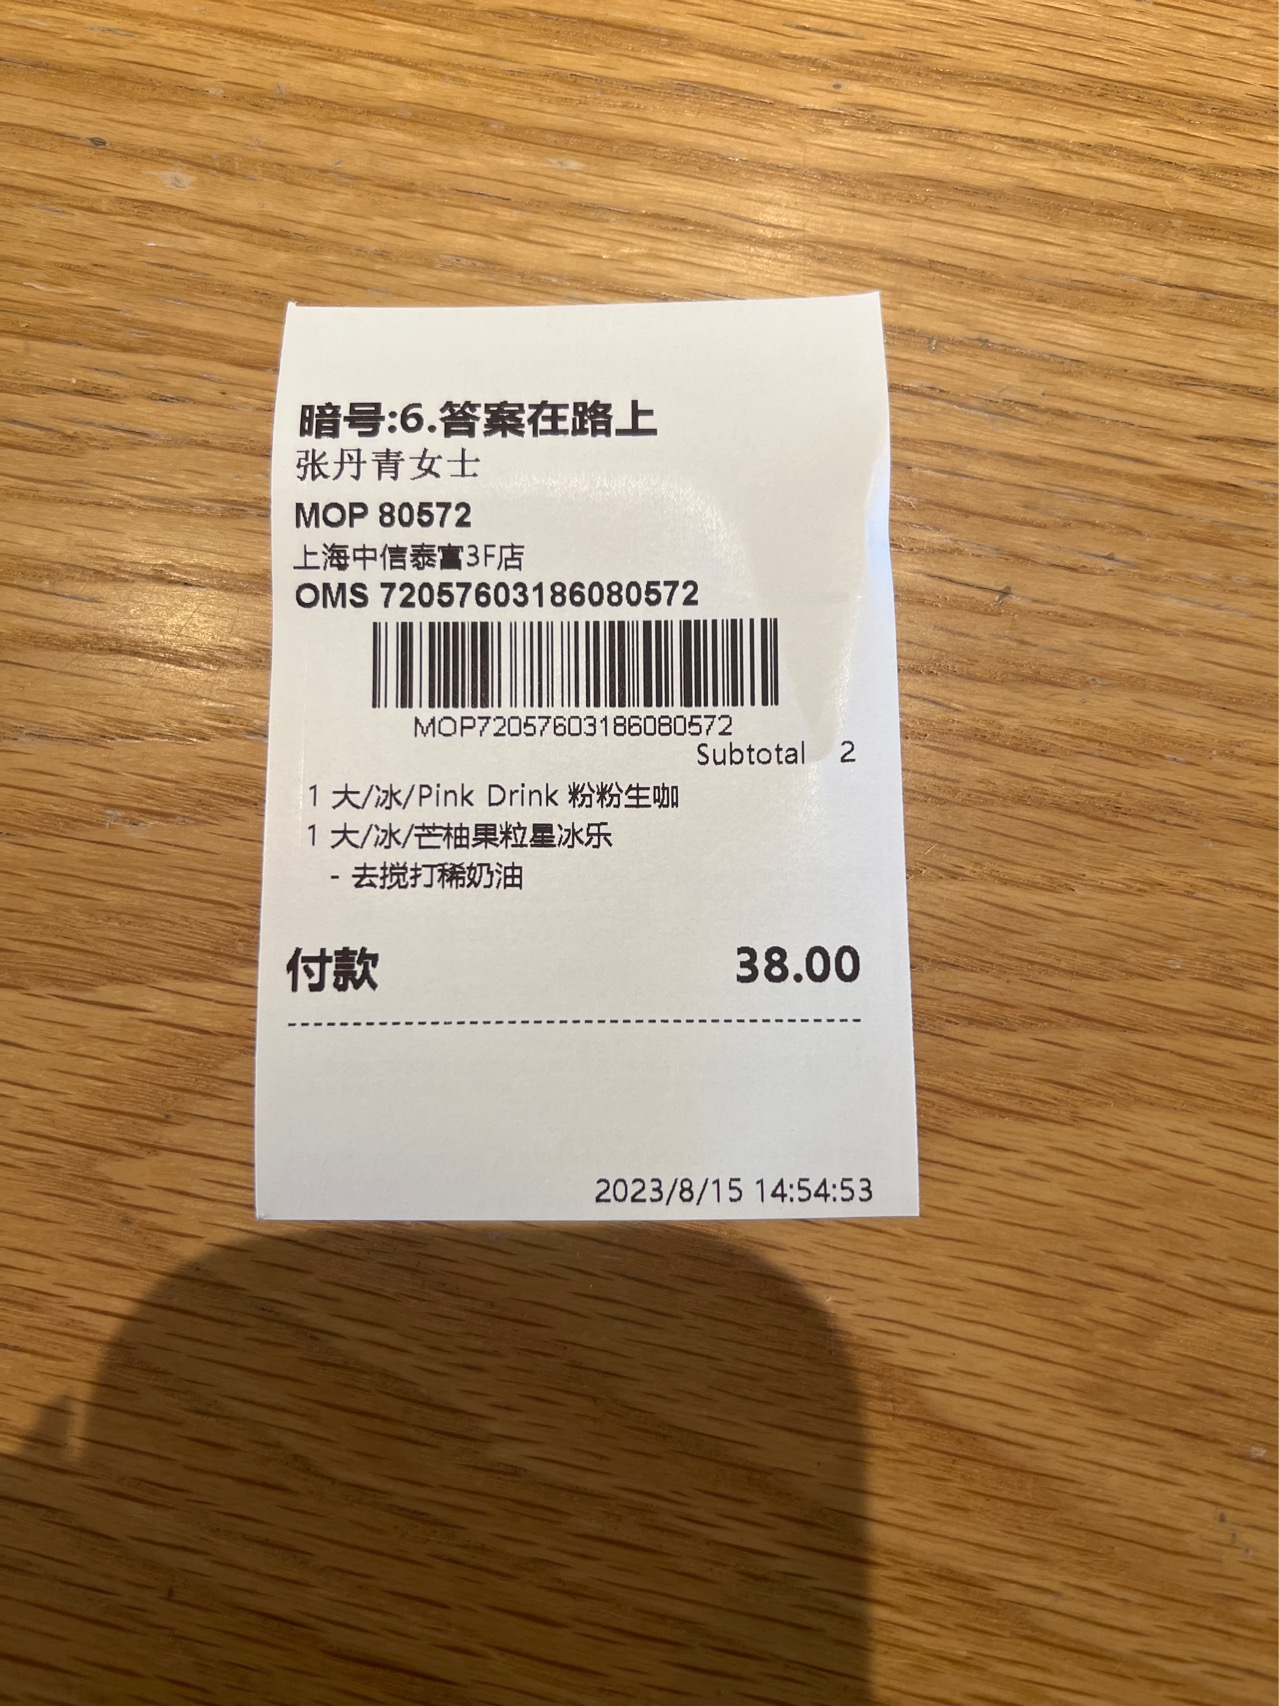 暗号:6.答案在路上
张丹青女士
MOP 80572
上海中信泰富3F店
OMS 72057603186080572
MOP72057603186080572
Subtotal 2
1 大/冰/Pink Drink 粉粉生咖
1 大/冰/芒柚果粒星冰乐
- 去搅打稀奶油
付款 38.00
2023/8/15 14:54:53